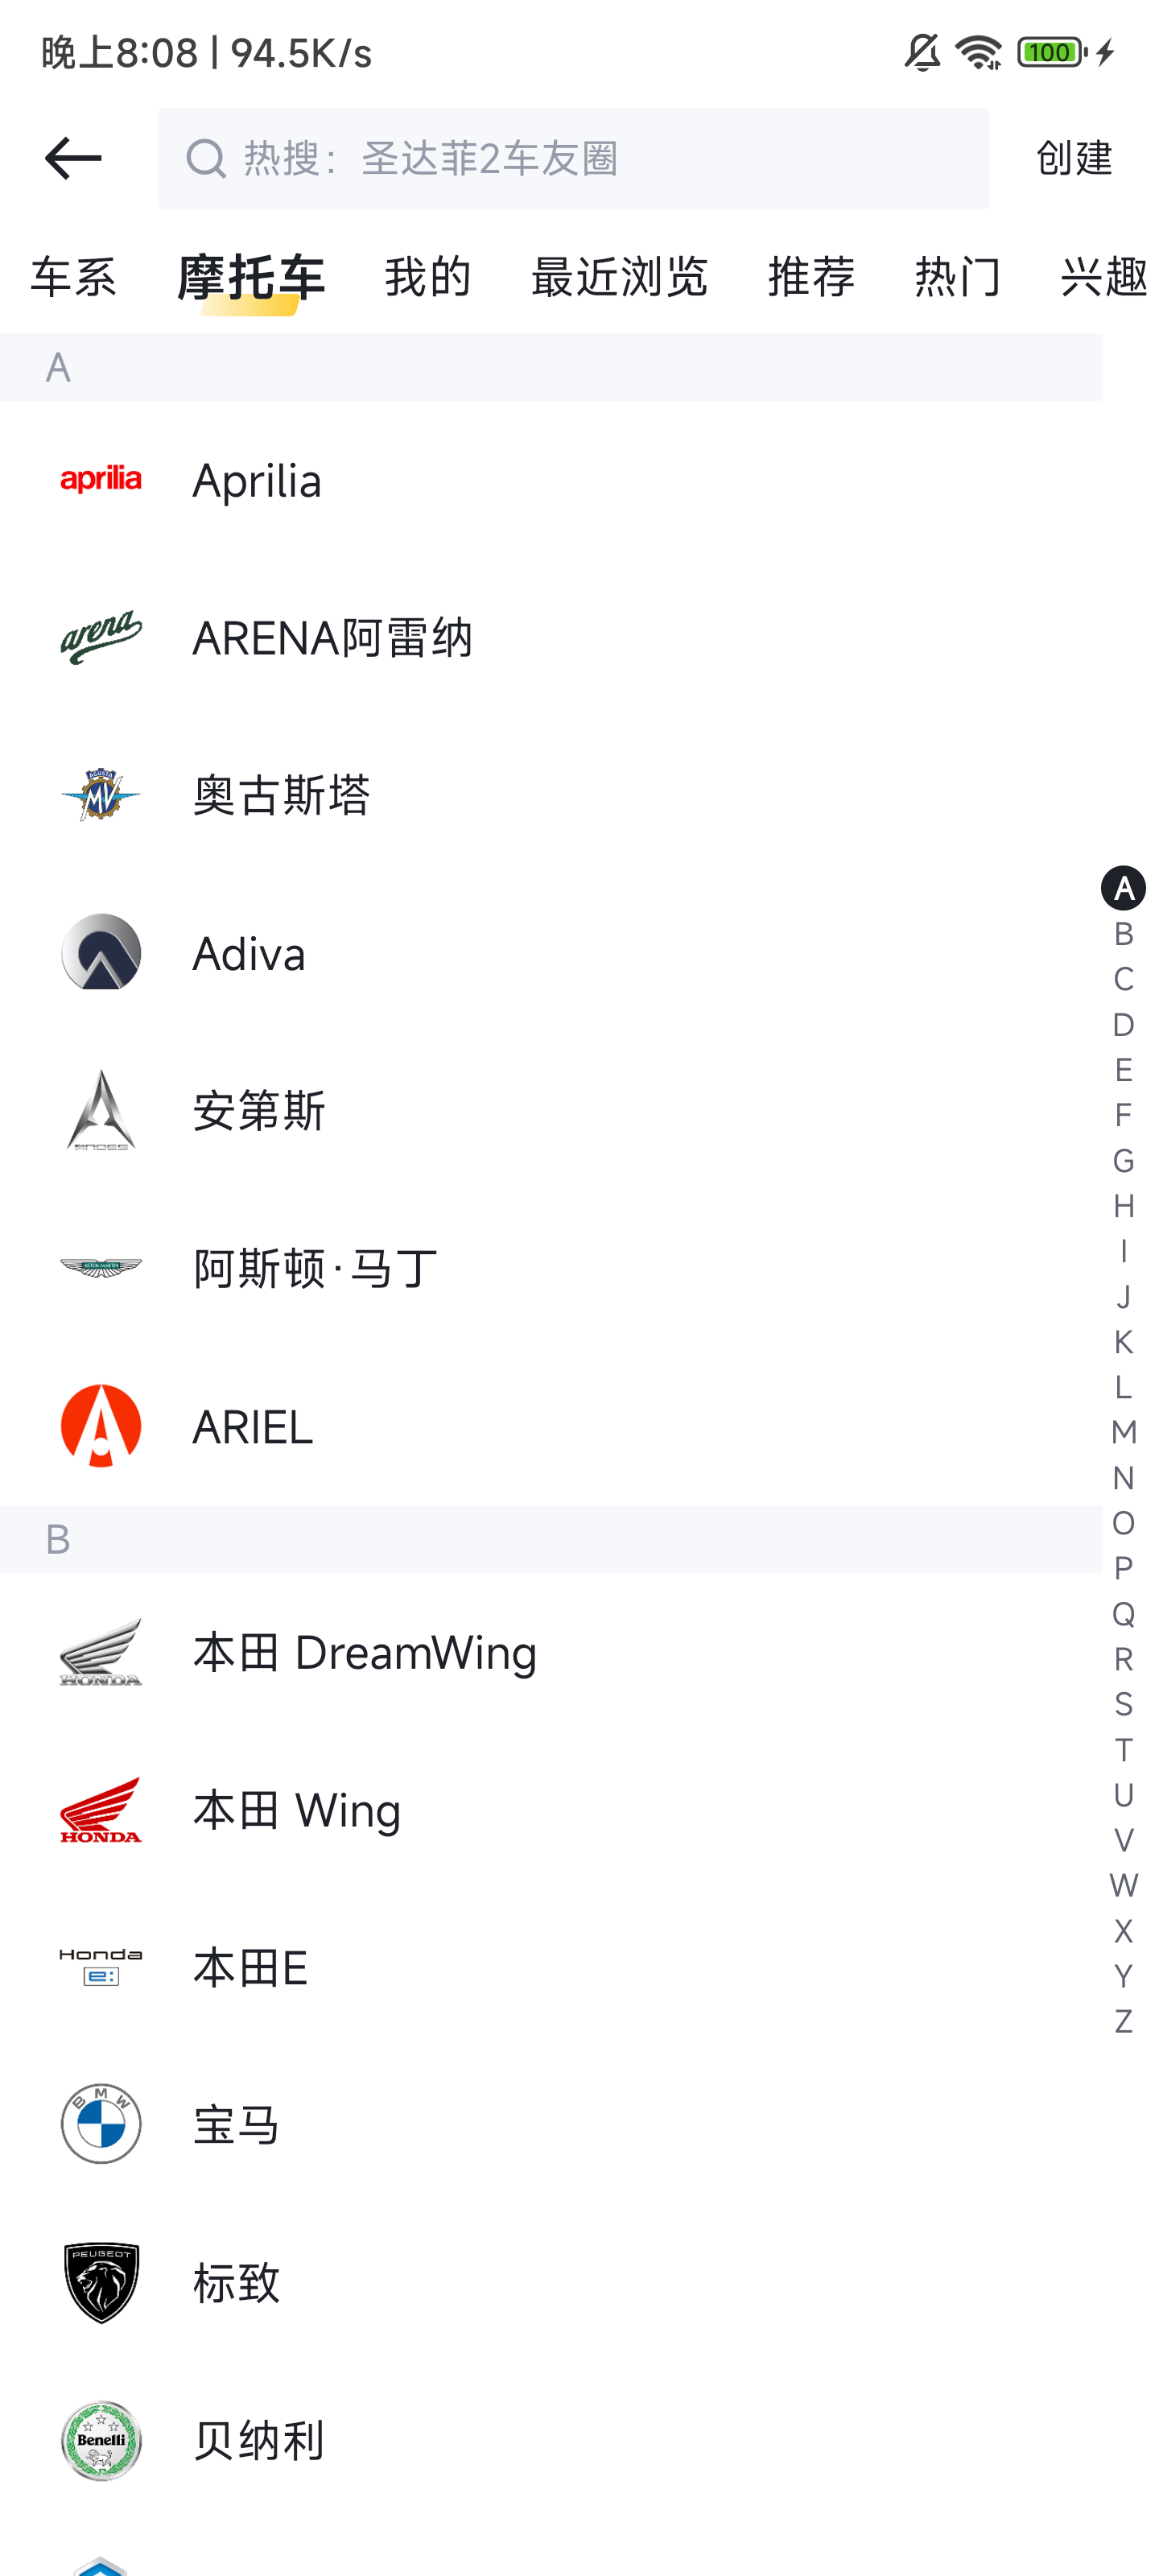 晚上8:08 | 94.5K/s
100
热搜：圣达菲2车友圈
创建
车系 摩托车 我的 最近浏览 推荐 热门 兴趣
A
aprilia Aprilia
arena ARENA阿雷纳
AGUSTA MV 奥古斯塔
Adiva
ANDES 安第斯
ASTON MARTIN 阿斯顿·马丁
ARIEL
B
HONDA 本田 DreamWing
HONDA 本田 Wing
Honda e: 本田E
BMW 宝马
PEUGEOT 标致
Benelli 贝纳利
A
B
C
D
E
F
G
H
I
J
K
L
M
N
O
P
Q
R
S
T
U
V
W
X
Y
Z